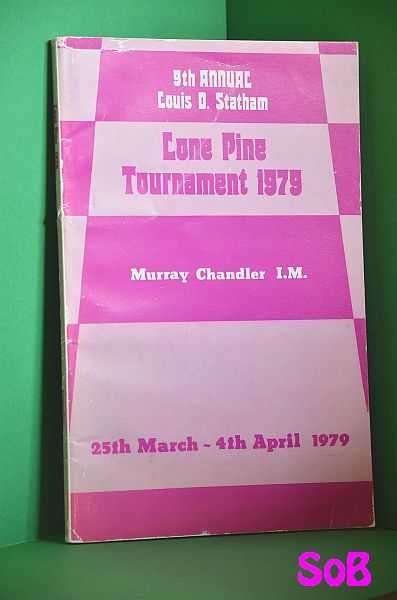 9th ANNUAL
Louis D. Statham
Lone Pine
Tournament 1979
Murray Chandler I.M.
25th March ~ 4th April 1979
SoB